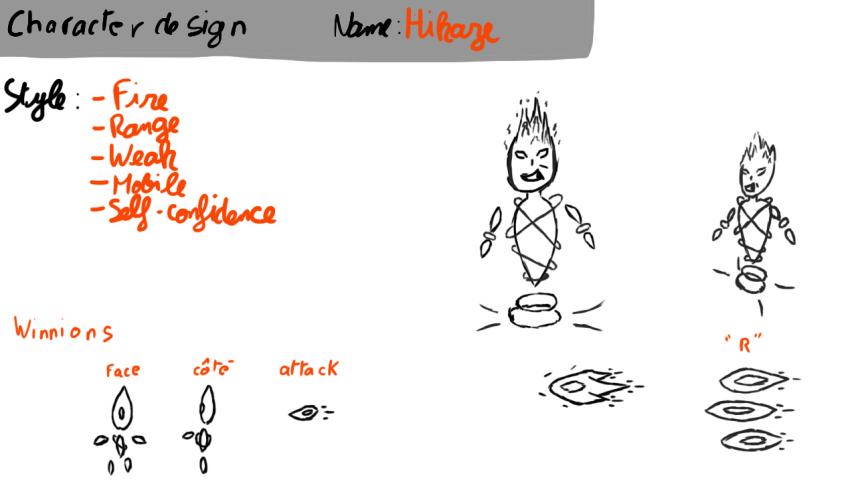 Character design Name: Hikaze
Style: - Fire
- Range
- Weak
- Mobile
- Self-confidence
Winnions
Face côté attack
"R"